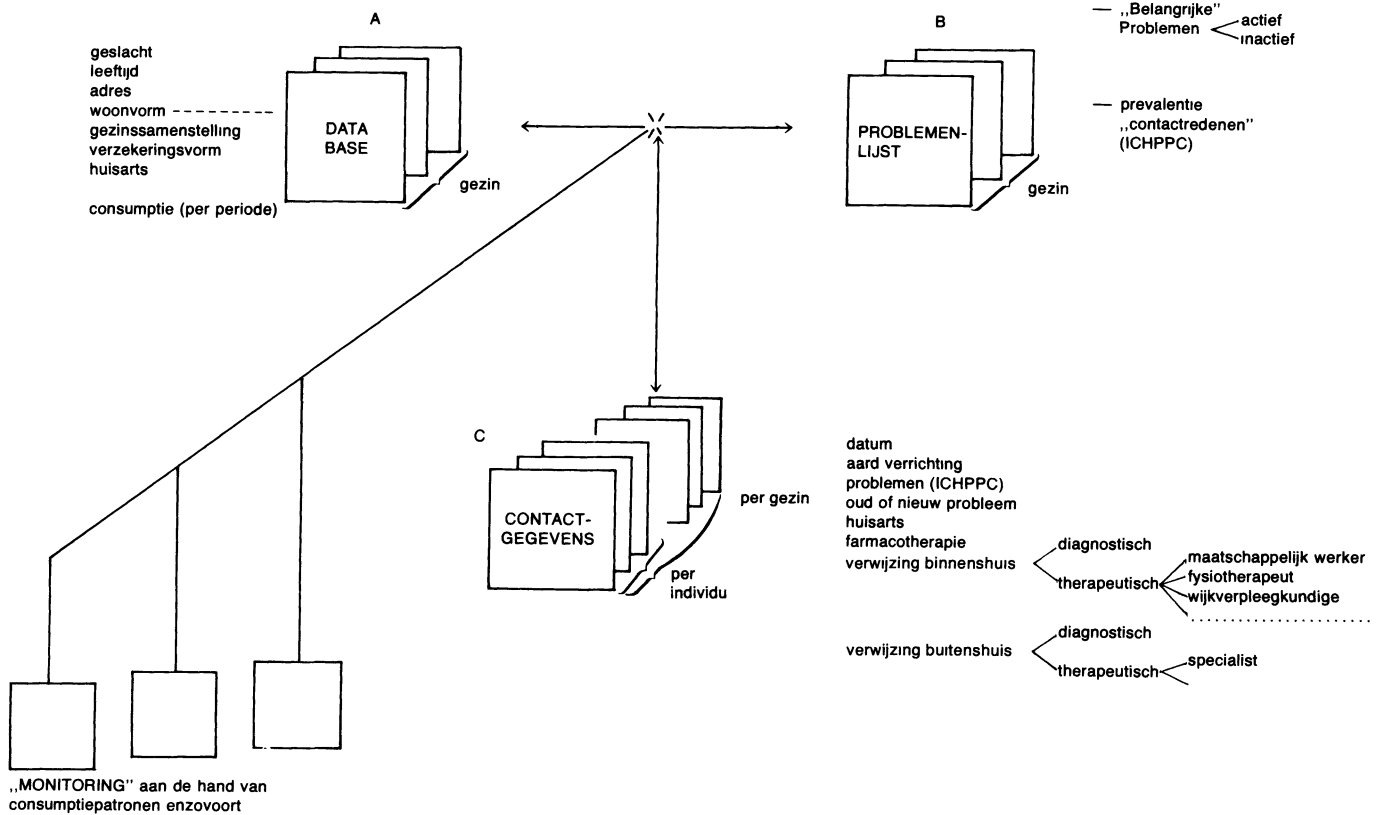 A
geslacht
leeftijd
adres
woonvorm
gezinssamenstelling
verzekeringsvorm
huisarts
consumptie (per periode)
DATA
BASE
gezin
B
PROBLEMEN-
LIJST
gezin
— ,,Belangrijke"
Problemen
actief
inactief
— prevalentie
,,contactredenen"
(ICHPPC)
C
CONTACT-
GEGEVENS
per gezin
per
individu
datum
aard verrichting
problemen (ICHPPC)
oud of nieuw probleem
huisarts
farmacotherapie
verwijzing binnenshuis
diagnostisch
therapeutisch
maatschappelijk werker
fysiotherapeut
wijkverpleegkundige
verwijzing buitenshuis
diagnostisch
therapeutisch
specialist
,,MONITORING" aan de hand van
consumptiepatronen enzovoort